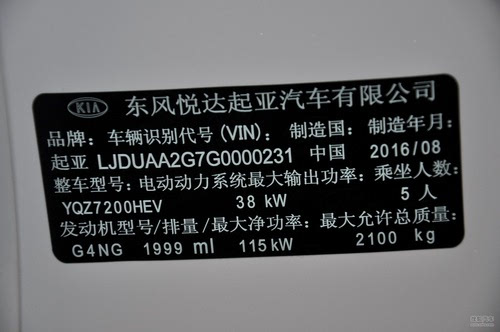 KIA 东风悦达起亚汽车有限公司
品牌: 车辆识别代号(VIN): 制造国: 制造年月:
起亚 LJDUAA2G7G0000231 中国 2016/08
整车型号: 电动动力系统最大输出功率: 乘坐人数:
YQZ7200HEV 38 kW 5 人
发动机型号/排量/最大净功率: 最大允许总质量:
G4NG 1999 ml 115kW 2100 kg